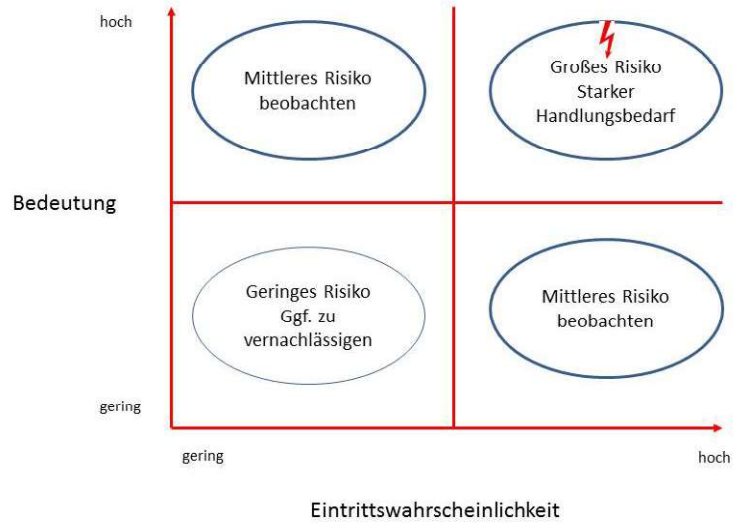 hoch
Mittleres Risiko
beobachten
Großes Risiko
Starker
Handlungsbedarf
Bedeutung
Geringes Risiko
Ggf. zu
vernachlässigen
Mittleres Risiko
beobachten
gering
gering
hoch
Eintrittswahrscheinlichkeit